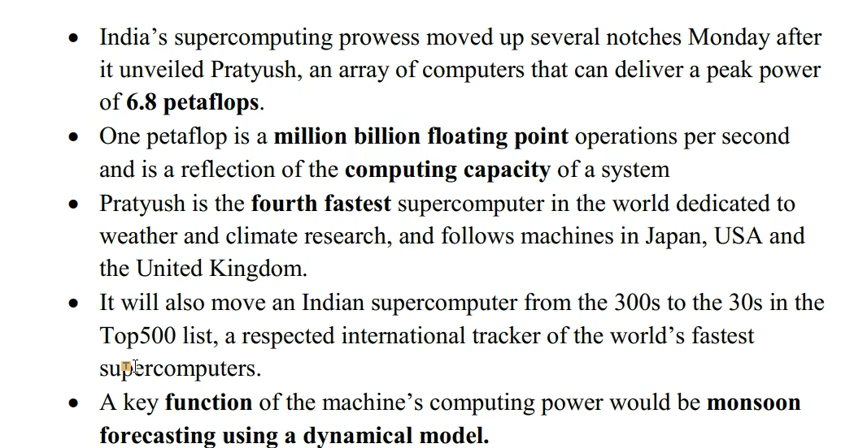 • India’s supercomputing prowess moved up several notches Monday after
it unveiled Pratyush, an array of computers that can deliver a peak power
of 6.8 petaflops.
• One petaflop is a million billion floating point operations per second
and is a reflection of the computing capacity of a system
• Pratyush is the fourth fastest supercomputer in the world dedicated to
weather and climate research, and follows machines in Japan, USA and
the United Kingdom.
• It will also move an Indian supercomputer from the 300s to the 30s in the
Top500 list, a respected international tracker of the world’s fastest
supercomputers.
• A key function of the machine’s computing power would be monsoon
forecasting using a dynamical model.